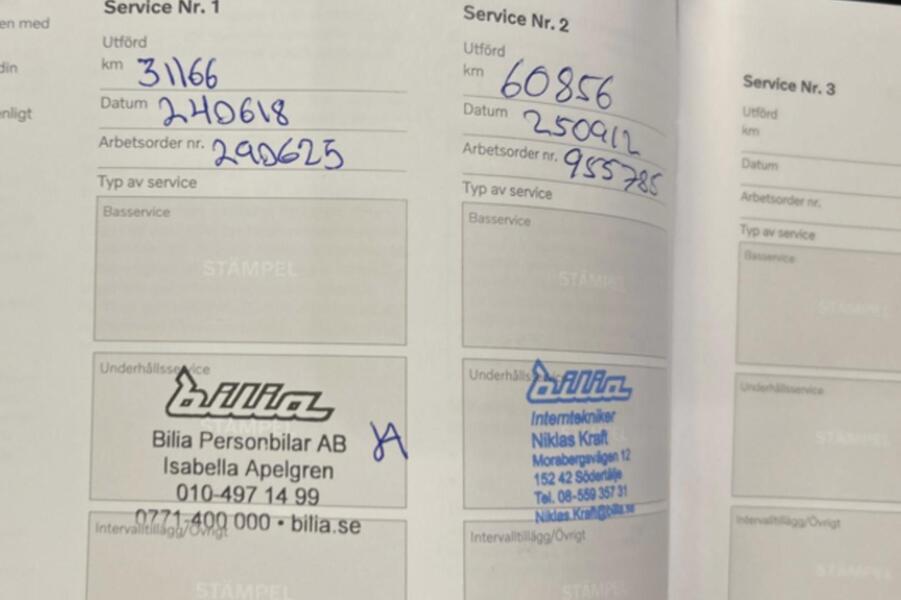 en med
din
nligt
Service Nr. 1
Utförd
km 31166
Datum 240618
Arbetsorder nr. 290625
Typ av service
Basservice
STÄMPEL
Underhållsservice
bilia
Bilia Personbilar AB
Isabella Apelgren
010-497 14 99
0771-400 000 • bilia.se
Intervalltillägg/Övrigt
STÄMPEL
Service Nr. 2
Utförd
km 60856
Datum 250912
Arbetsorder nr. 955785
Typ av service
Basservice
STÄMPEL
Underhållsservice
bilia
Interntekniker
Niklas Kraft
Morabergsvägen 12
152 42 Södertälje
Tel. 08-559 357 31
Niklas.Kraft@bilia.se
Intervalltillägg/Övrigt
STÄMPEL
Service Nr. 3
Utförd
km
Datum
Arbetsorder nr.
Typ av service
Basservice
STÄMPEL
Underhållsservice
STÄMPEL
Intervalltillägg/Övrigt
STÄMPEL